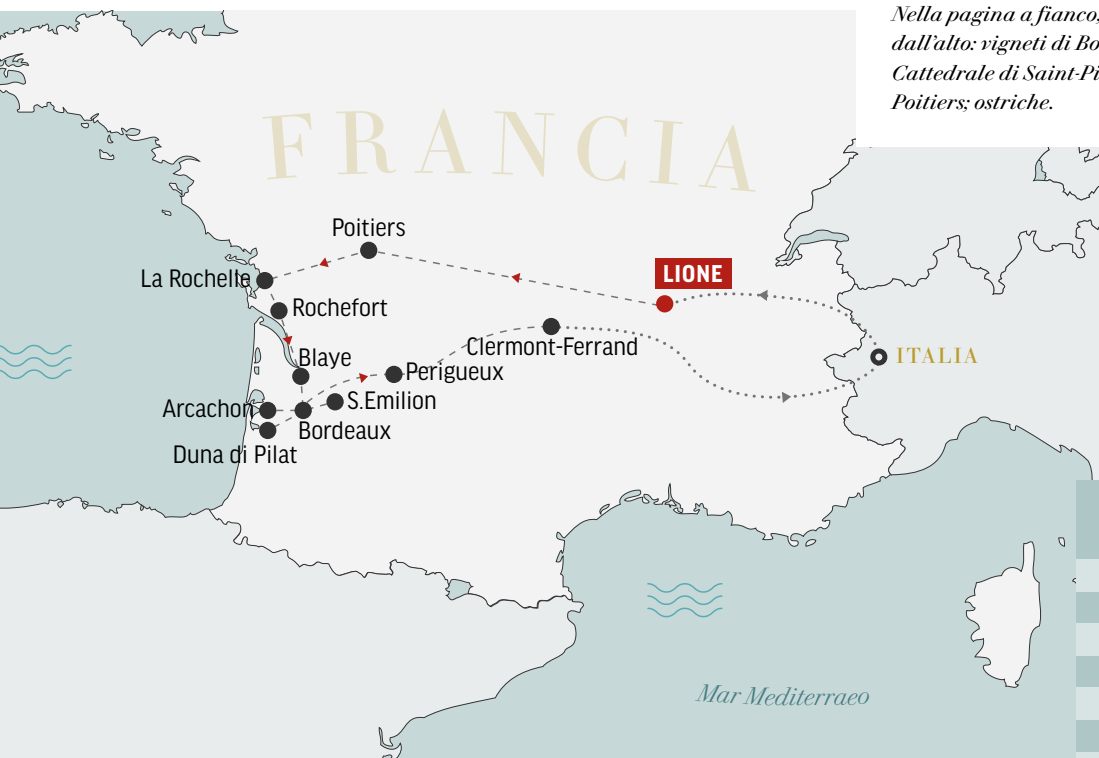 Nella pagina a fianco,
dall'alto: vigneti di Bo
Cattedrale di Saint-Pi
Poitiers; ostriche.
FRANCIA
Poitiers
La Rochelle
LIONE
Rochefort
Clermont-Ferrand
ITALIA
Blaye
Perigueux
Arcachon
S.Emilion
Bordeaux
Duna di Pilat
Mar Mediterraeo